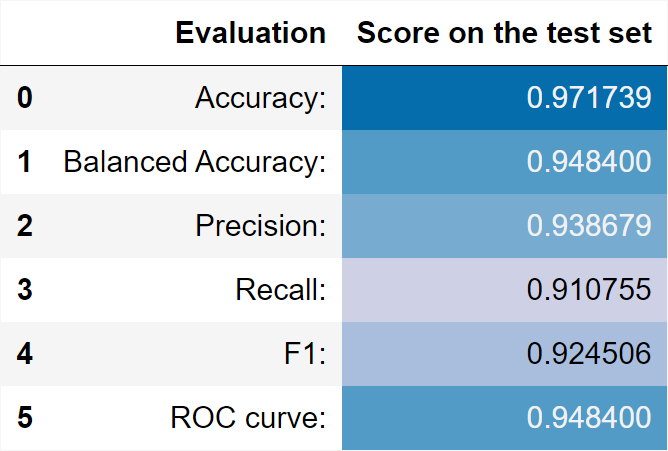 Evaluation Score on the test set
0 Accuracy: 0.971739
1 Balanced Accuracy: 0.948400
2 Precision: 0.938679
3 Recall: 0.910755
4 F1: 0.924506
5 ROC curve: 0.948400